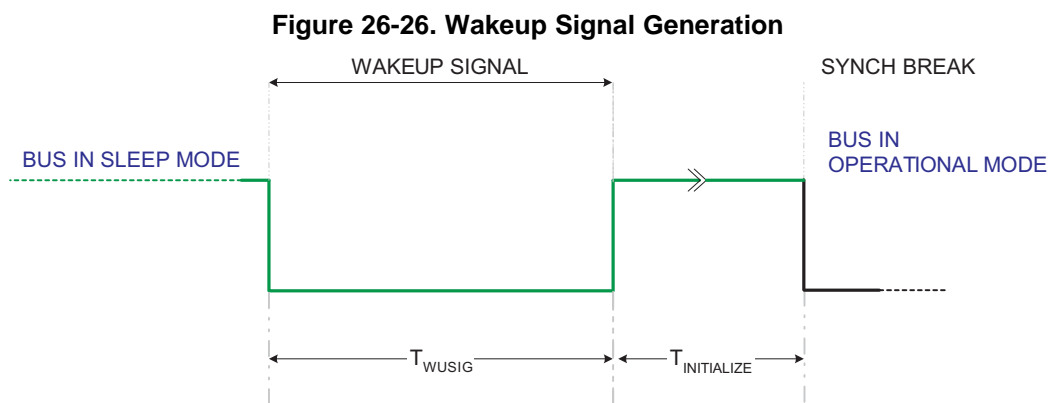 Figure 26-26. Wakeup Signal Generation
WAKEUP SIGNAL
SYNCH BREAK
BUS IN SLEEP MODE
BUS IN
OPERATIONAL MODE
TWUSIG
TINITIALIZE